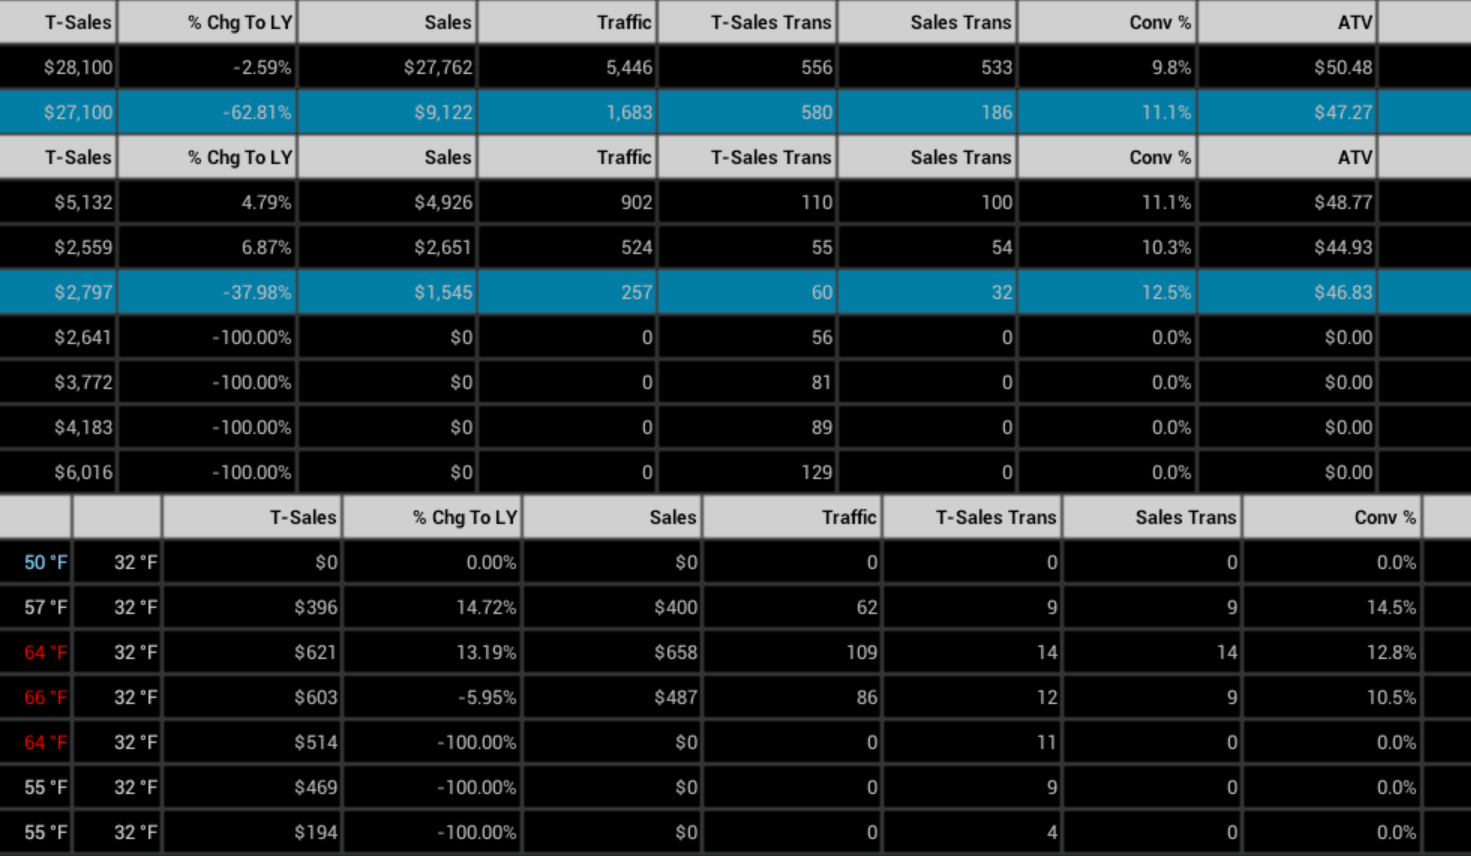 T-Sales % Chg To LY Sales Traffic T-Sales Trans Sales Trans Conv % ATV
$28,100 -2.59% $27,762 5,446 556 533 9.8% $50.48
$27,100 -62.81% $9,122 1,683 580 186 11.1% $47.27
T-Sales % Chg To LY Sales Traffic T-Sales Trans Sales Trans Conv % ATV
$5,132 4.79% $4,926 902 110 100 11.1% $48.77
$2,559 6.87% $2,651 524 55 54 10.3% $44.93
$2,797 -37.98% $1,545 257 60 32 12.5% $46.83
$2,641 -100.00% $0 0 56 0 0.0% $0.00
$3,772 -100.00% $0 0 81 0 0.0% $0.00
$4,183 -100.00% $0 0 89 0 0.0% $0.00
$6,016 -100.00% $0 0 129 0 0.0% $0.00
T-Sales % Chg To LY Sales Traffic T-Sales Trans Sales Trans Conv %
50 °F 32 °F $0 0.00% $0 0 0 0 0.0%
57 °F 32 °F $396 14.72% $400 62 9 9 14.5%
64 °F 32 °F $621 13.19% $658 109 14 14 12.8%
66 °F 32 °F $603 -5.95% $487 86 12 9 10.5%
64 °F 32 °F $514 -100.00% $0 0 11 0 0.0%
55 °F 32 °F $469 -100.00% $0 0 9 0 0.0%
55 °F 32 °F $194 -100.00% $0 0 4 0 0.0%